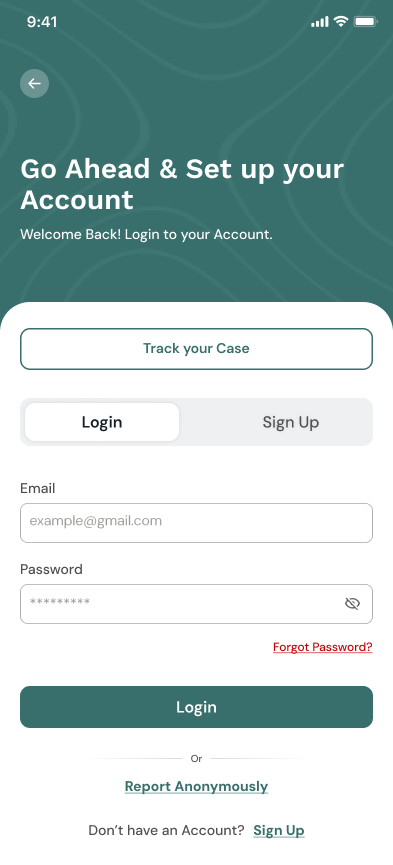 9:41
Go Ahead & Set up your
Account
Welcome Back! Login to your Account.
Track your Case
Login
Sign Up
Email
example@gmail.com
Password
*********
Forgot Password?
Login
Or
Report Anonymously
Don’t have an Account? Sign Up